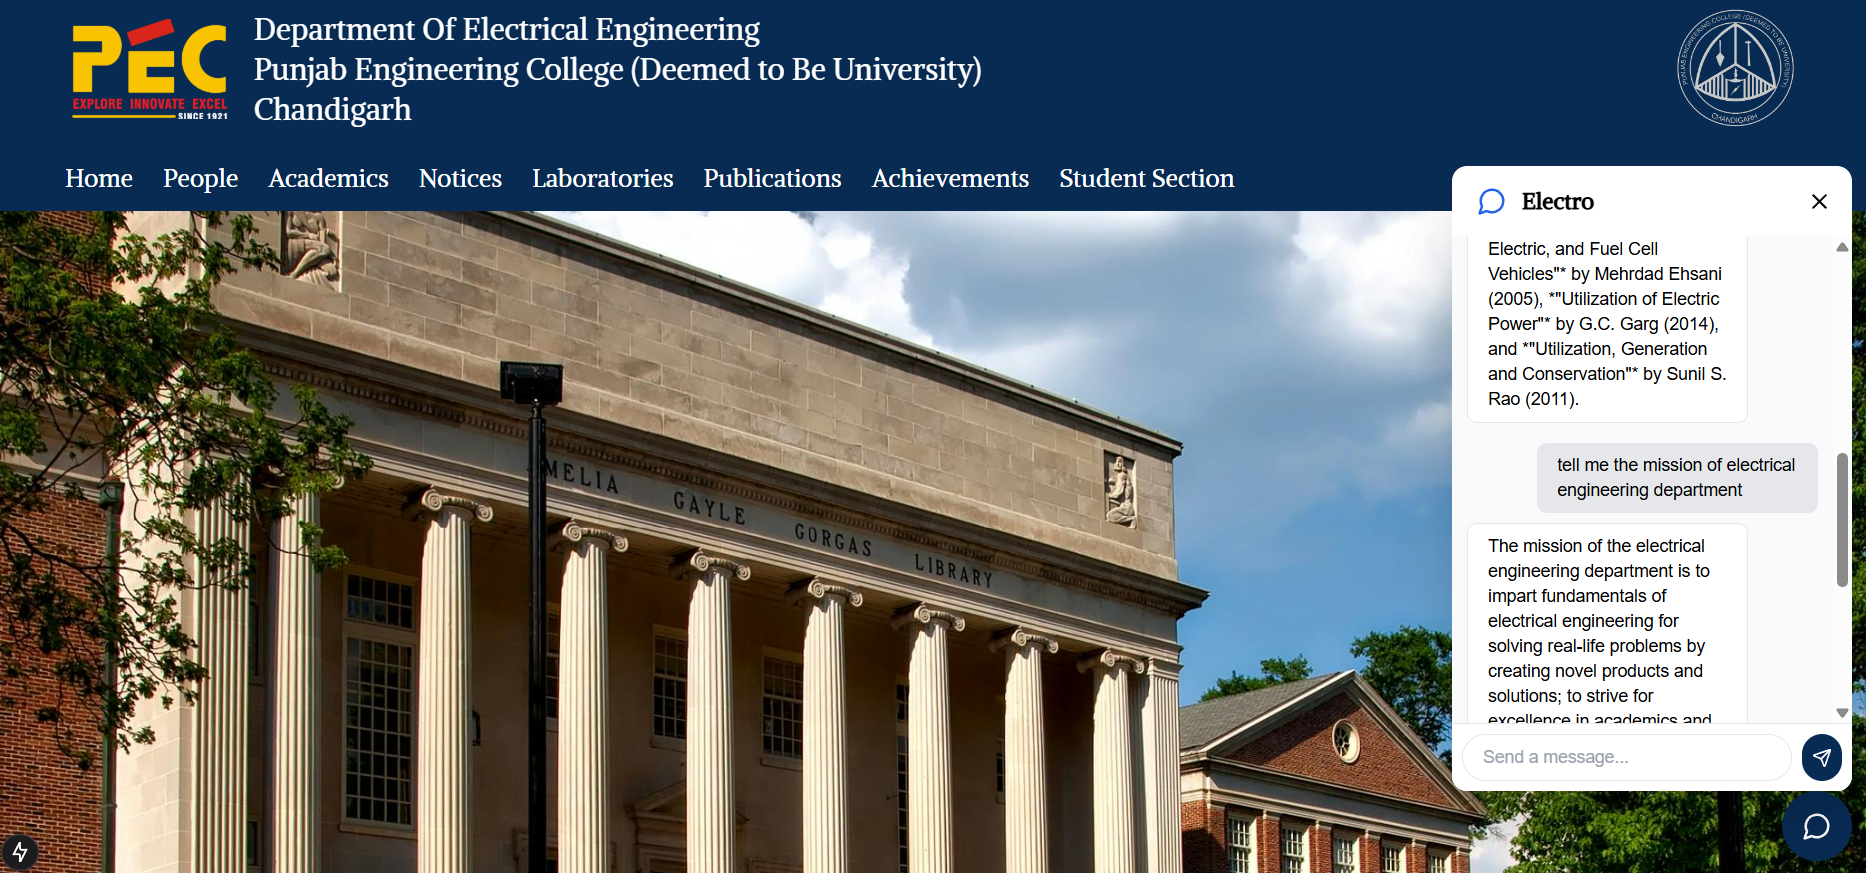 PEC
EXPLORE INNOVATE EXCEL
SINCE 1921
Department Of Electrical Engineering
Punjab Engineering College (Deemed to Be University)
Chandigarh
PUNJAB ENGINEERING COLLEGE (DEEMED TO BE UNIVERSITY)
CHANDIGARH
Home People Academics Notices Laboratories Publications Achievements Student Section
MELIA GAYLE GORGAS LIBRARY
Electro
Electric, and Fuel Cell
Vehicles"* by Mehrdad Ehsani
(2005), *"Utilization of Electric
Power"* by G.C. Garg (2014),
and *"Utilization, Generation
and Conservation"* by Sunil S.
Rao (2011).
tell me the mission of electrical
engineering department
The mission of the electrical
engineering department is to
impart fundamentals of
electrical engineering for
solving real-life problems by
creating novel products and
solutions; to strive for
excellence in academics and
Send a message...